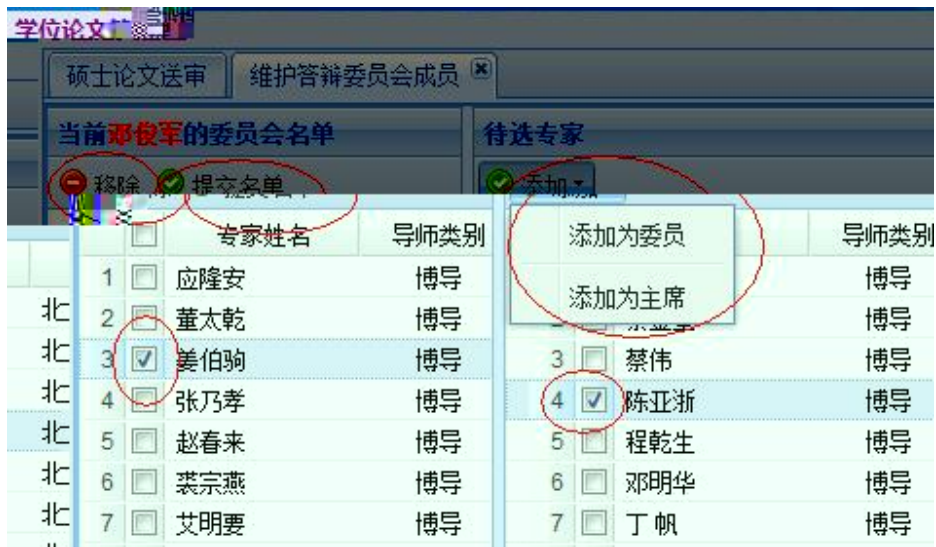 学位论文
硕士论文送审 维护答辩委员会成员
当前邓俊军的委员会名单 待选专家
移除 提交名单 添加
专家姓名 导师类别 添加为委员 导师类别
1 应隆安 博导 添加为主席 博导
北 2 董太乾 博导 博导
北 3 姜伯驹 博导 3 蔡伟 博导
北 4 张乃孝 博导 4 陈亚浙 博导
北 5 赵春来 博导 5 程乾生 博导
北 6 裘宗燕 博导 6 邓明华 博导
北 7 艾明要 博导 7 丁帆 博导